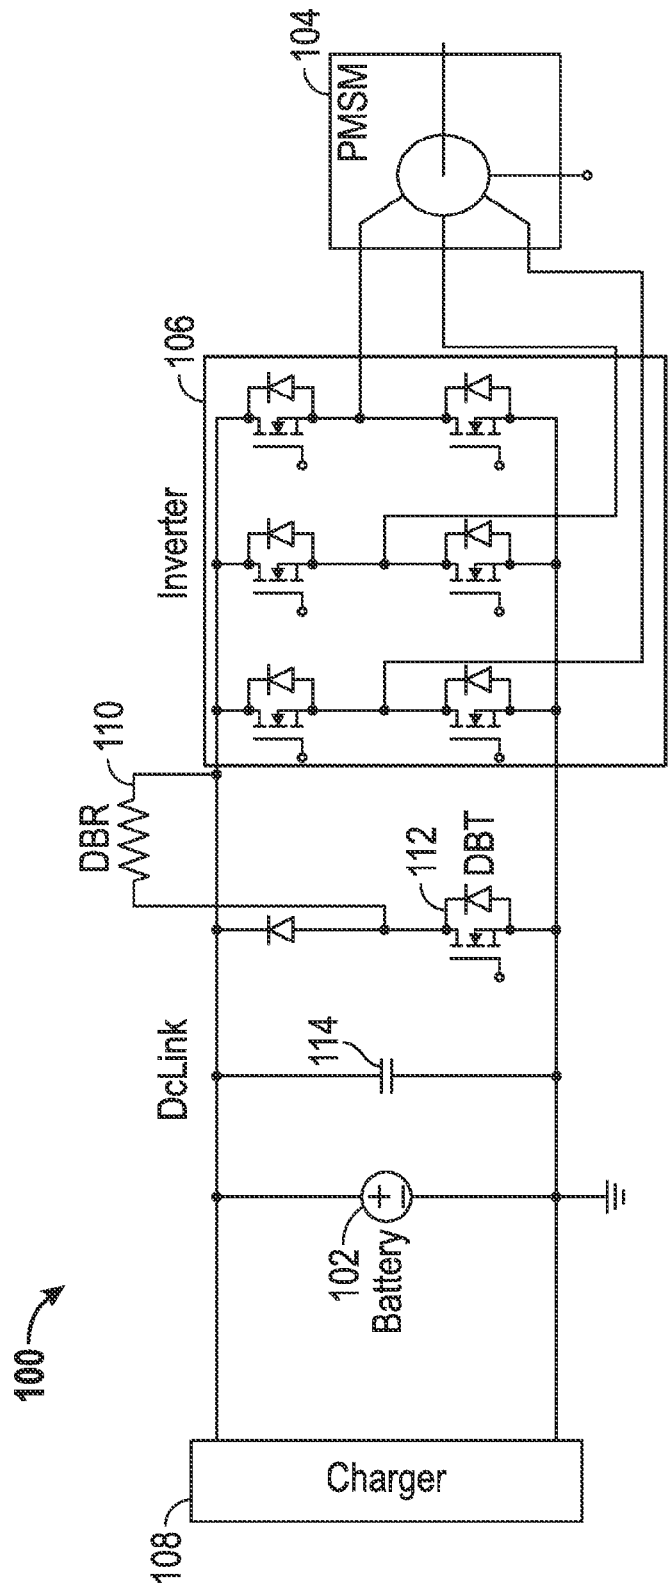 100
108
Charger
102
Battery
DcLink
114
DBR
110
112
DBT
Inverter
106
PMSM
104